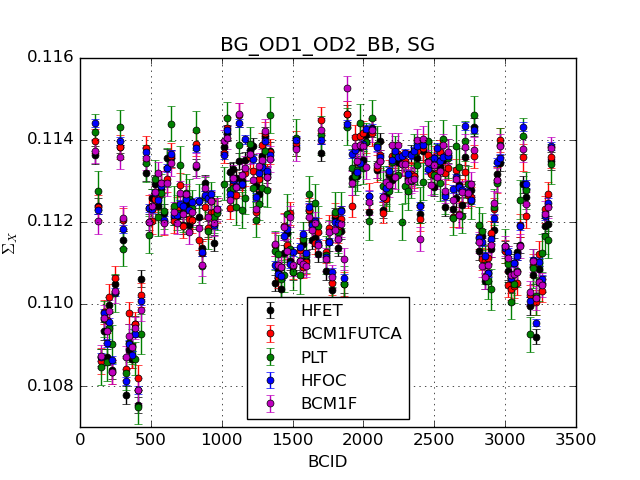 BG_OD1_OD2_BB, SG
0.116
0.114
0.112
0.110
0.108
Σ_X
HFET
BCM1FUTCA
PLT
HFOC
BCM1F
0 500 1000 1500 2000 2500 3000 3500
BCID